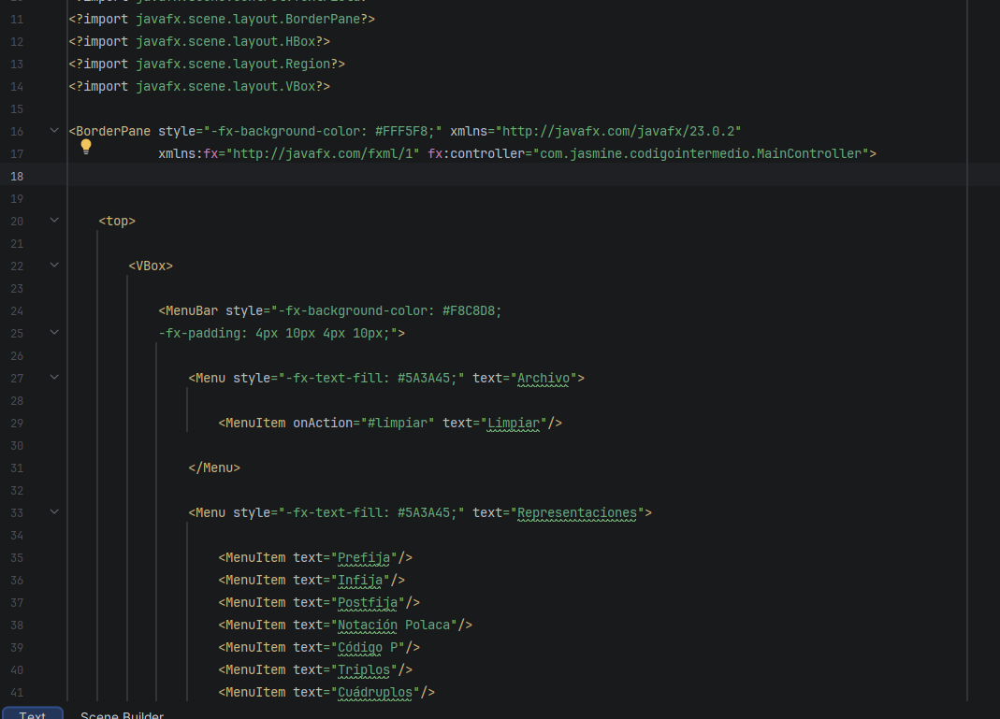 11 <?import javafx.scene.layout.BorderPane?>
12 <?import javafx.scene.layout.HBox?>
13 <?import javafx.scene.layout.Region?>
14 <?import javafx.scene.layout.VBox?>
15
16 <BorderPane style="-fx-background-color: #FFF5F8;" xmlns="http://javafx.com/javafx/23.0.2"
17 xmlns:fx="http://javafx.com/fxml/1" fx:controller="com.jasmine.codigointermedio.MainController">
18
19
20 <top>
21
22 <VBox>
23
24 <MenuBar style="-fx-background-color: #F8C8D8;
25 -fx-padding: 4px 10px 4px 10px;">
26
27 <Menu style="-fx-text-fill: #5A3A45;" text="Archivo">
28
29 <MenuItem onAction="#limpiar" text="Limpiar"/>
30
31 </Menu>
32
33 <Menu style="-fx-text-fill: #5A3A45;" text="Representaciones">
34
35 <MenuItem text="Prefija"/>
36 <MenuItem text="Infija"/>
37 <MenuItem text="Postfija"/>
38 <MenuItem text="Notación Polaca"/>
39 <MenuItem text="Código P"/>
40 <MenuItem text="Triplos"/>
41 <MenuItem text="Cuádruplos"/>
Text Scene Builder